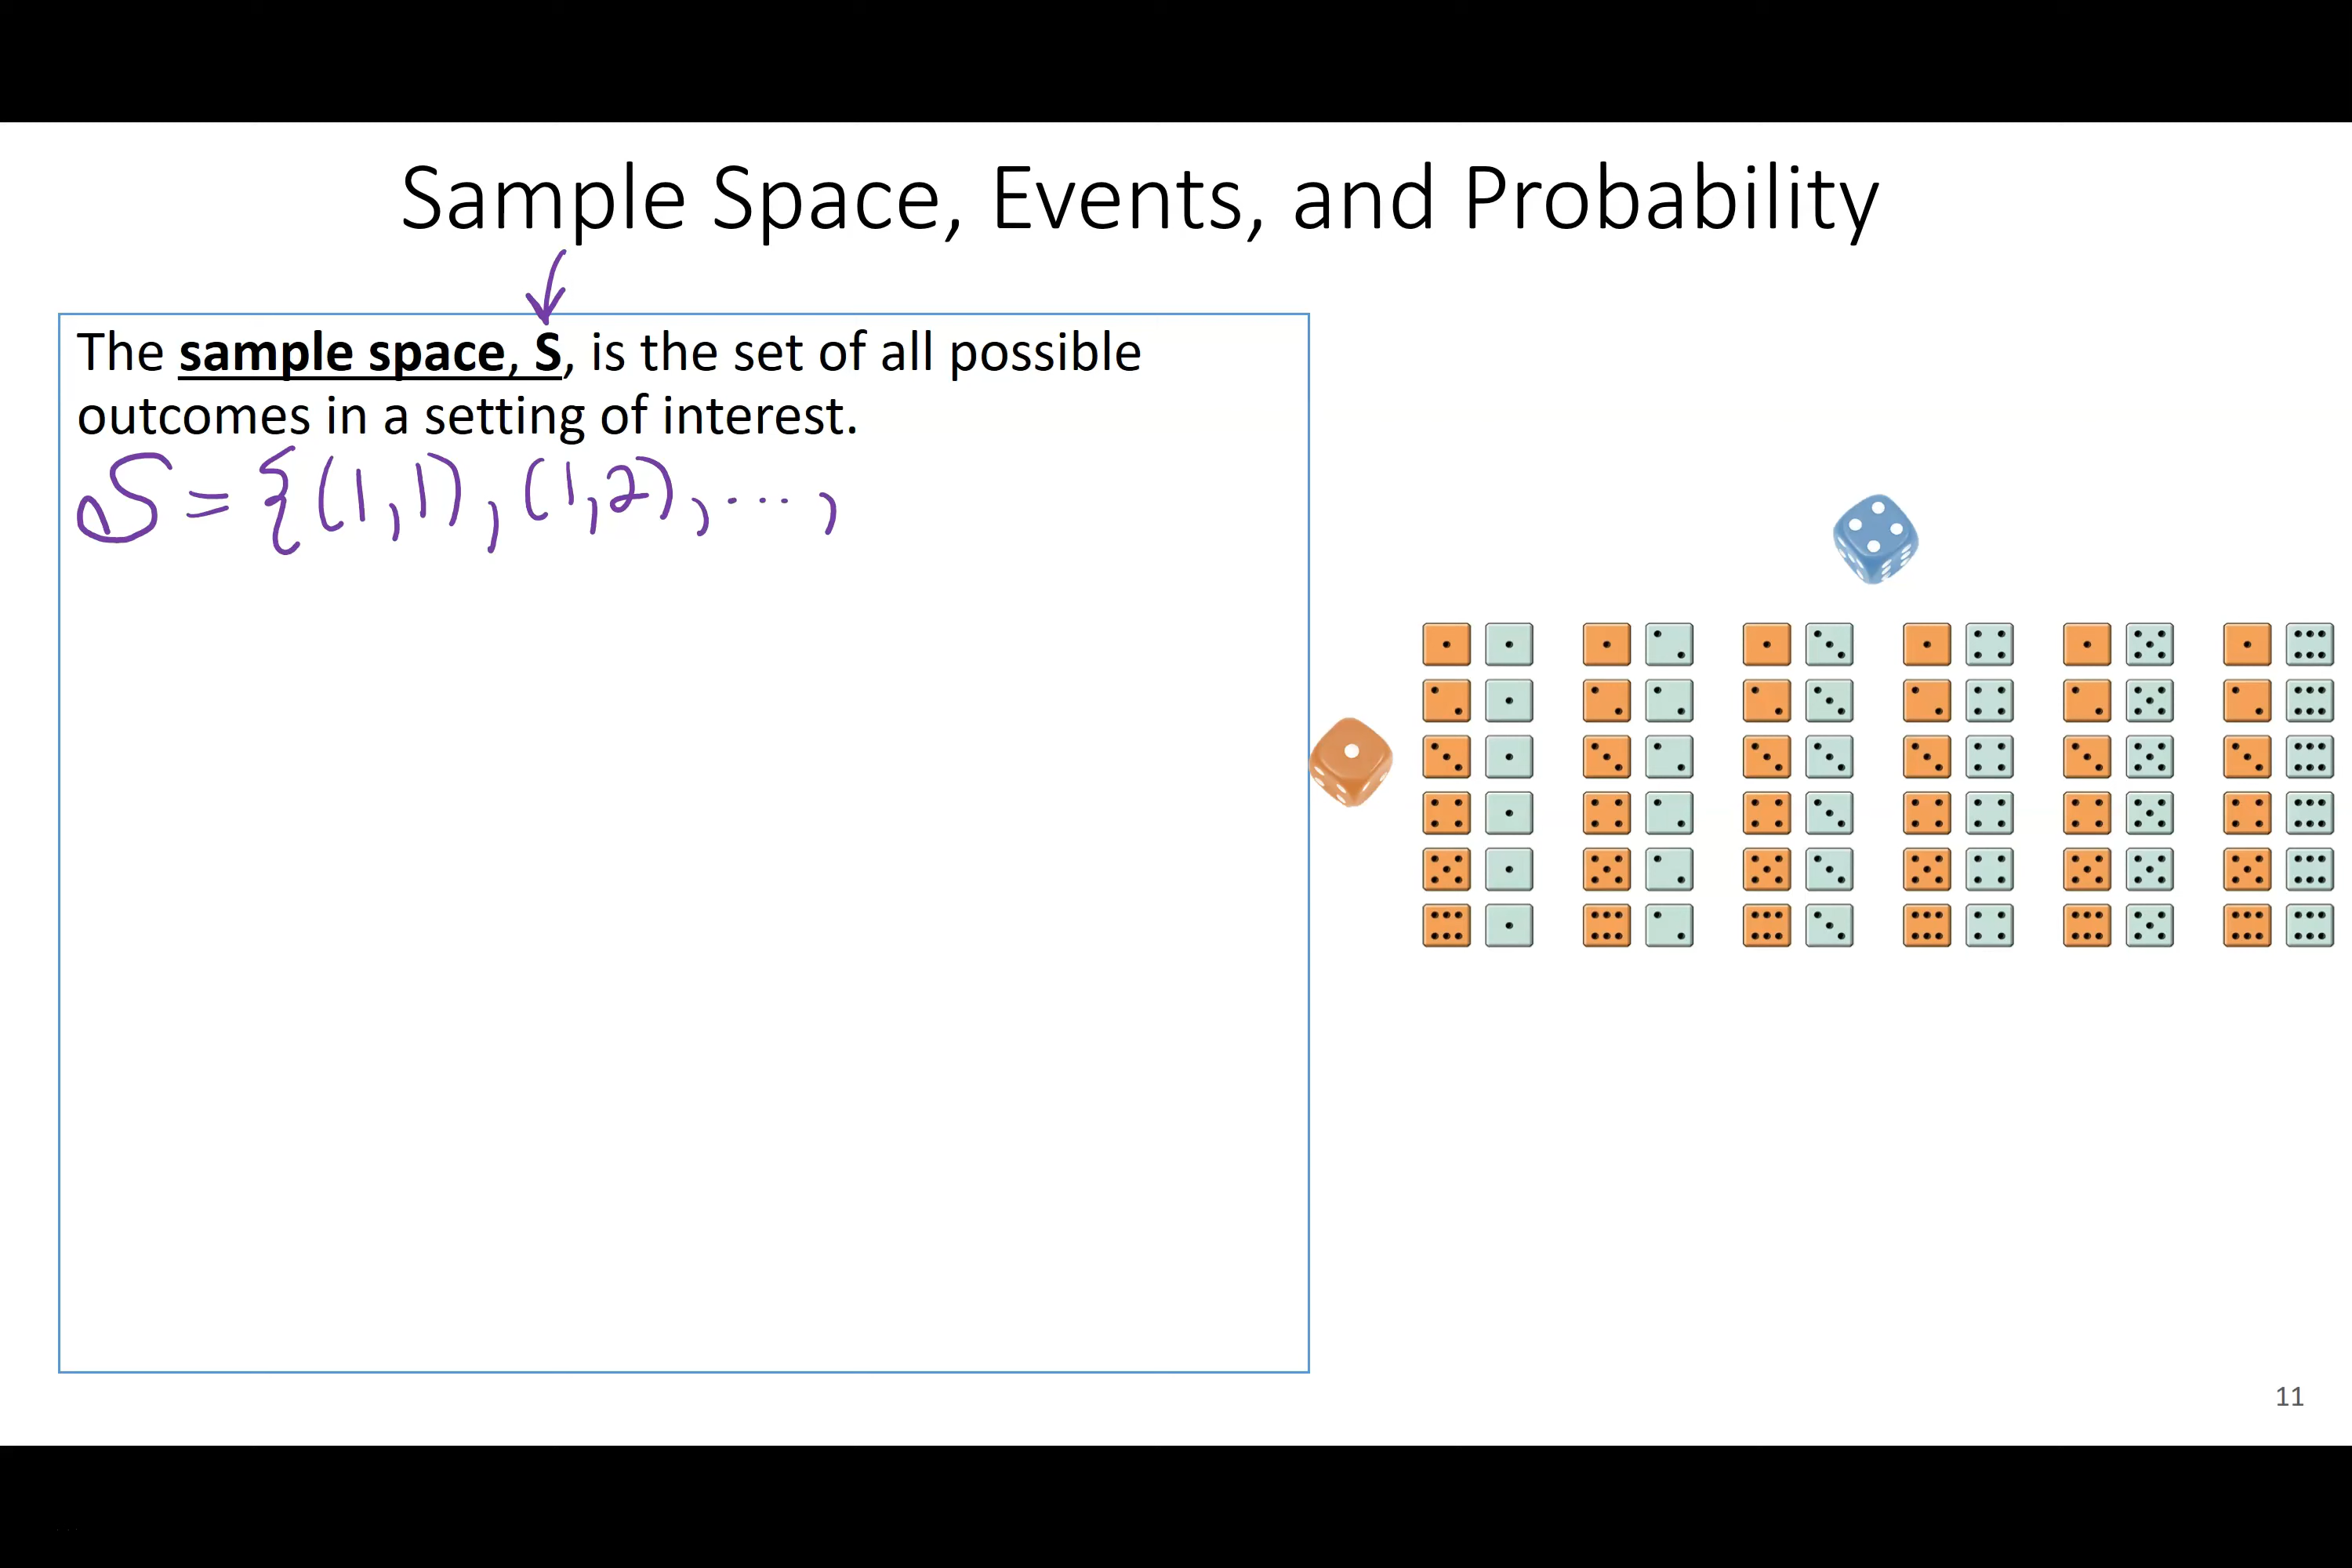 Sample Space, Events, and Probability
The sample space, S, is the set of all possible
outcomes in a setting of interest.
S = {(1,1), (1,2), ... ,
11